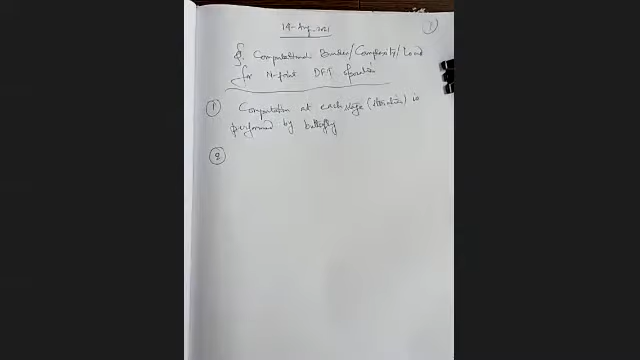 14-Aug-2021
①
§. Computational Burden/Complexity/Load
for N-point DFT Operation
① Computation at each stage (iteration) is
performed by butterfly
②